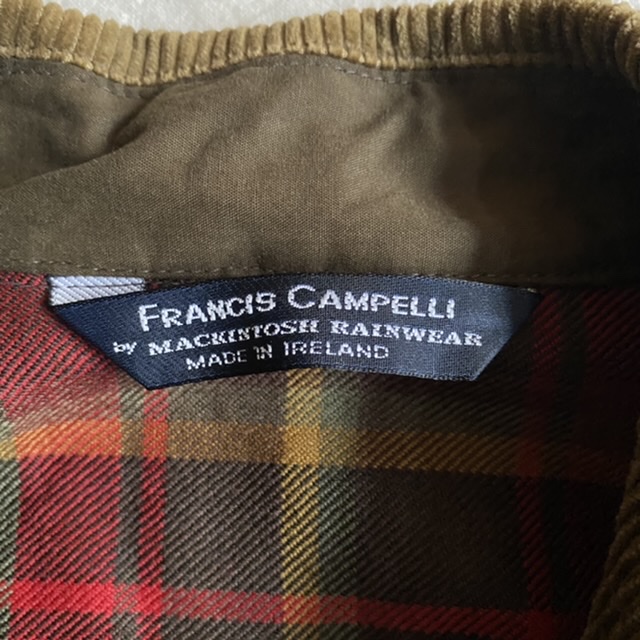 FRANCIS CAMPELLI
by MACKINTOSH RAINWEAR
MADE IN IRELAND